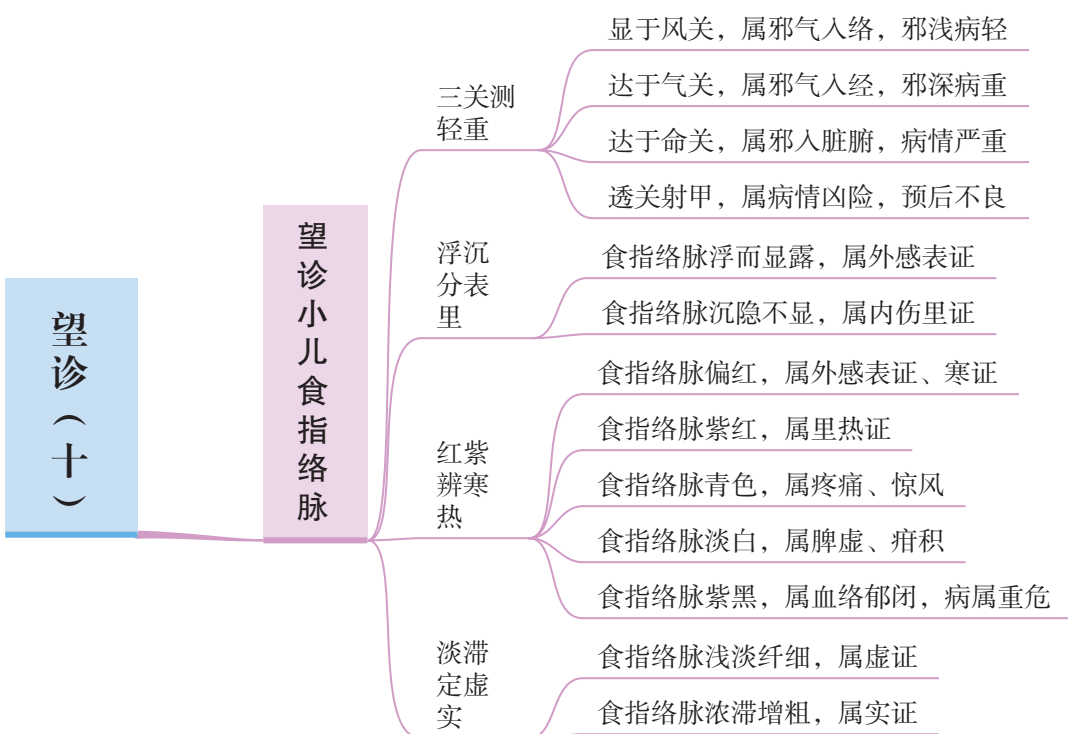 望诊（十）
望诊小儿食指络脉
三关测
轻重
显于风关，属邪气入络，邪浅病轻
达于气关，属邪气入经，邪深病重
达于命关，属邪入脏腑，病情严重
透关射甲，属病情凶险，预后不良
浮沉
分表
里
食指络脉浮而显露，属外感表证
食指络脉沉隐不显，属内伤里证
红紫
辨寒
热
食指络脉偏红，属外感表证、寒证
食指络脉紫红，属里热证
食指络脉青色，属疼痛、惊风
食指络脉淡白，属脾虚、疳积
食指络脉紫黑，属血络郁闭，病属重危
淡滞
定虚
实
食指络脉浅淡纤细，属虚证
食指络脉浓滞增粗，属实证